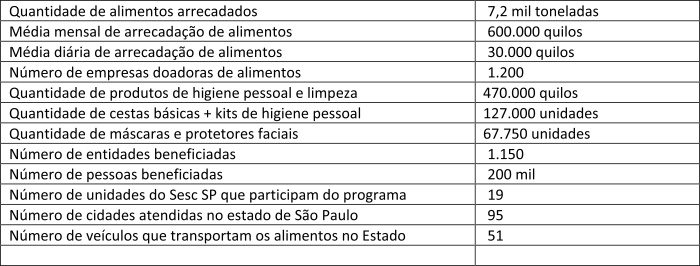 Quantidade de alimentos arrecadados 7,2 mil toneladas
Média mensal de arrecadação de alimentos 600.000 quilos
Média diária de arrecadação de alimentos 30.000 quilos
Número de empresas doadoras de alimentos 1.200
Quantidade de produtos de higiene pessoal e limpeza 470.000 quilos
Quantidade de cestas básicas + kits de higiene pessoal 127.000 unidades
Quantidade de máscaras e protetores faciais 67.750 unidades
Número de entidades beneficiadas 1.150
Número de pessoas beneficiadas 200 mil
Número de unidades do Sesc SP que participam do programa 19
Número de cidades atendidas no estado de São Paulo 95
Número de veículos que transportam os alimentos no Estado 51